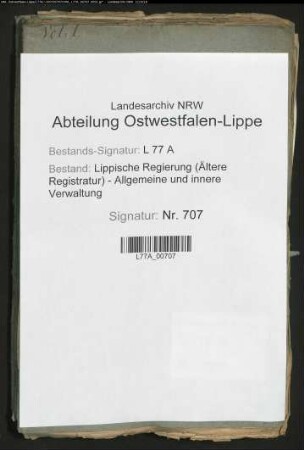 Vol. I.
Landesarchiv NRW
Abteilung Ostwestfalen-Lippe
Bestands-Signatur: L 77 A
Bestand: Lippische Regierung (Ältere
Registratur) - Allgemeine und innere
Verwaltung
Signatur: Nr. 707
L77A_00707